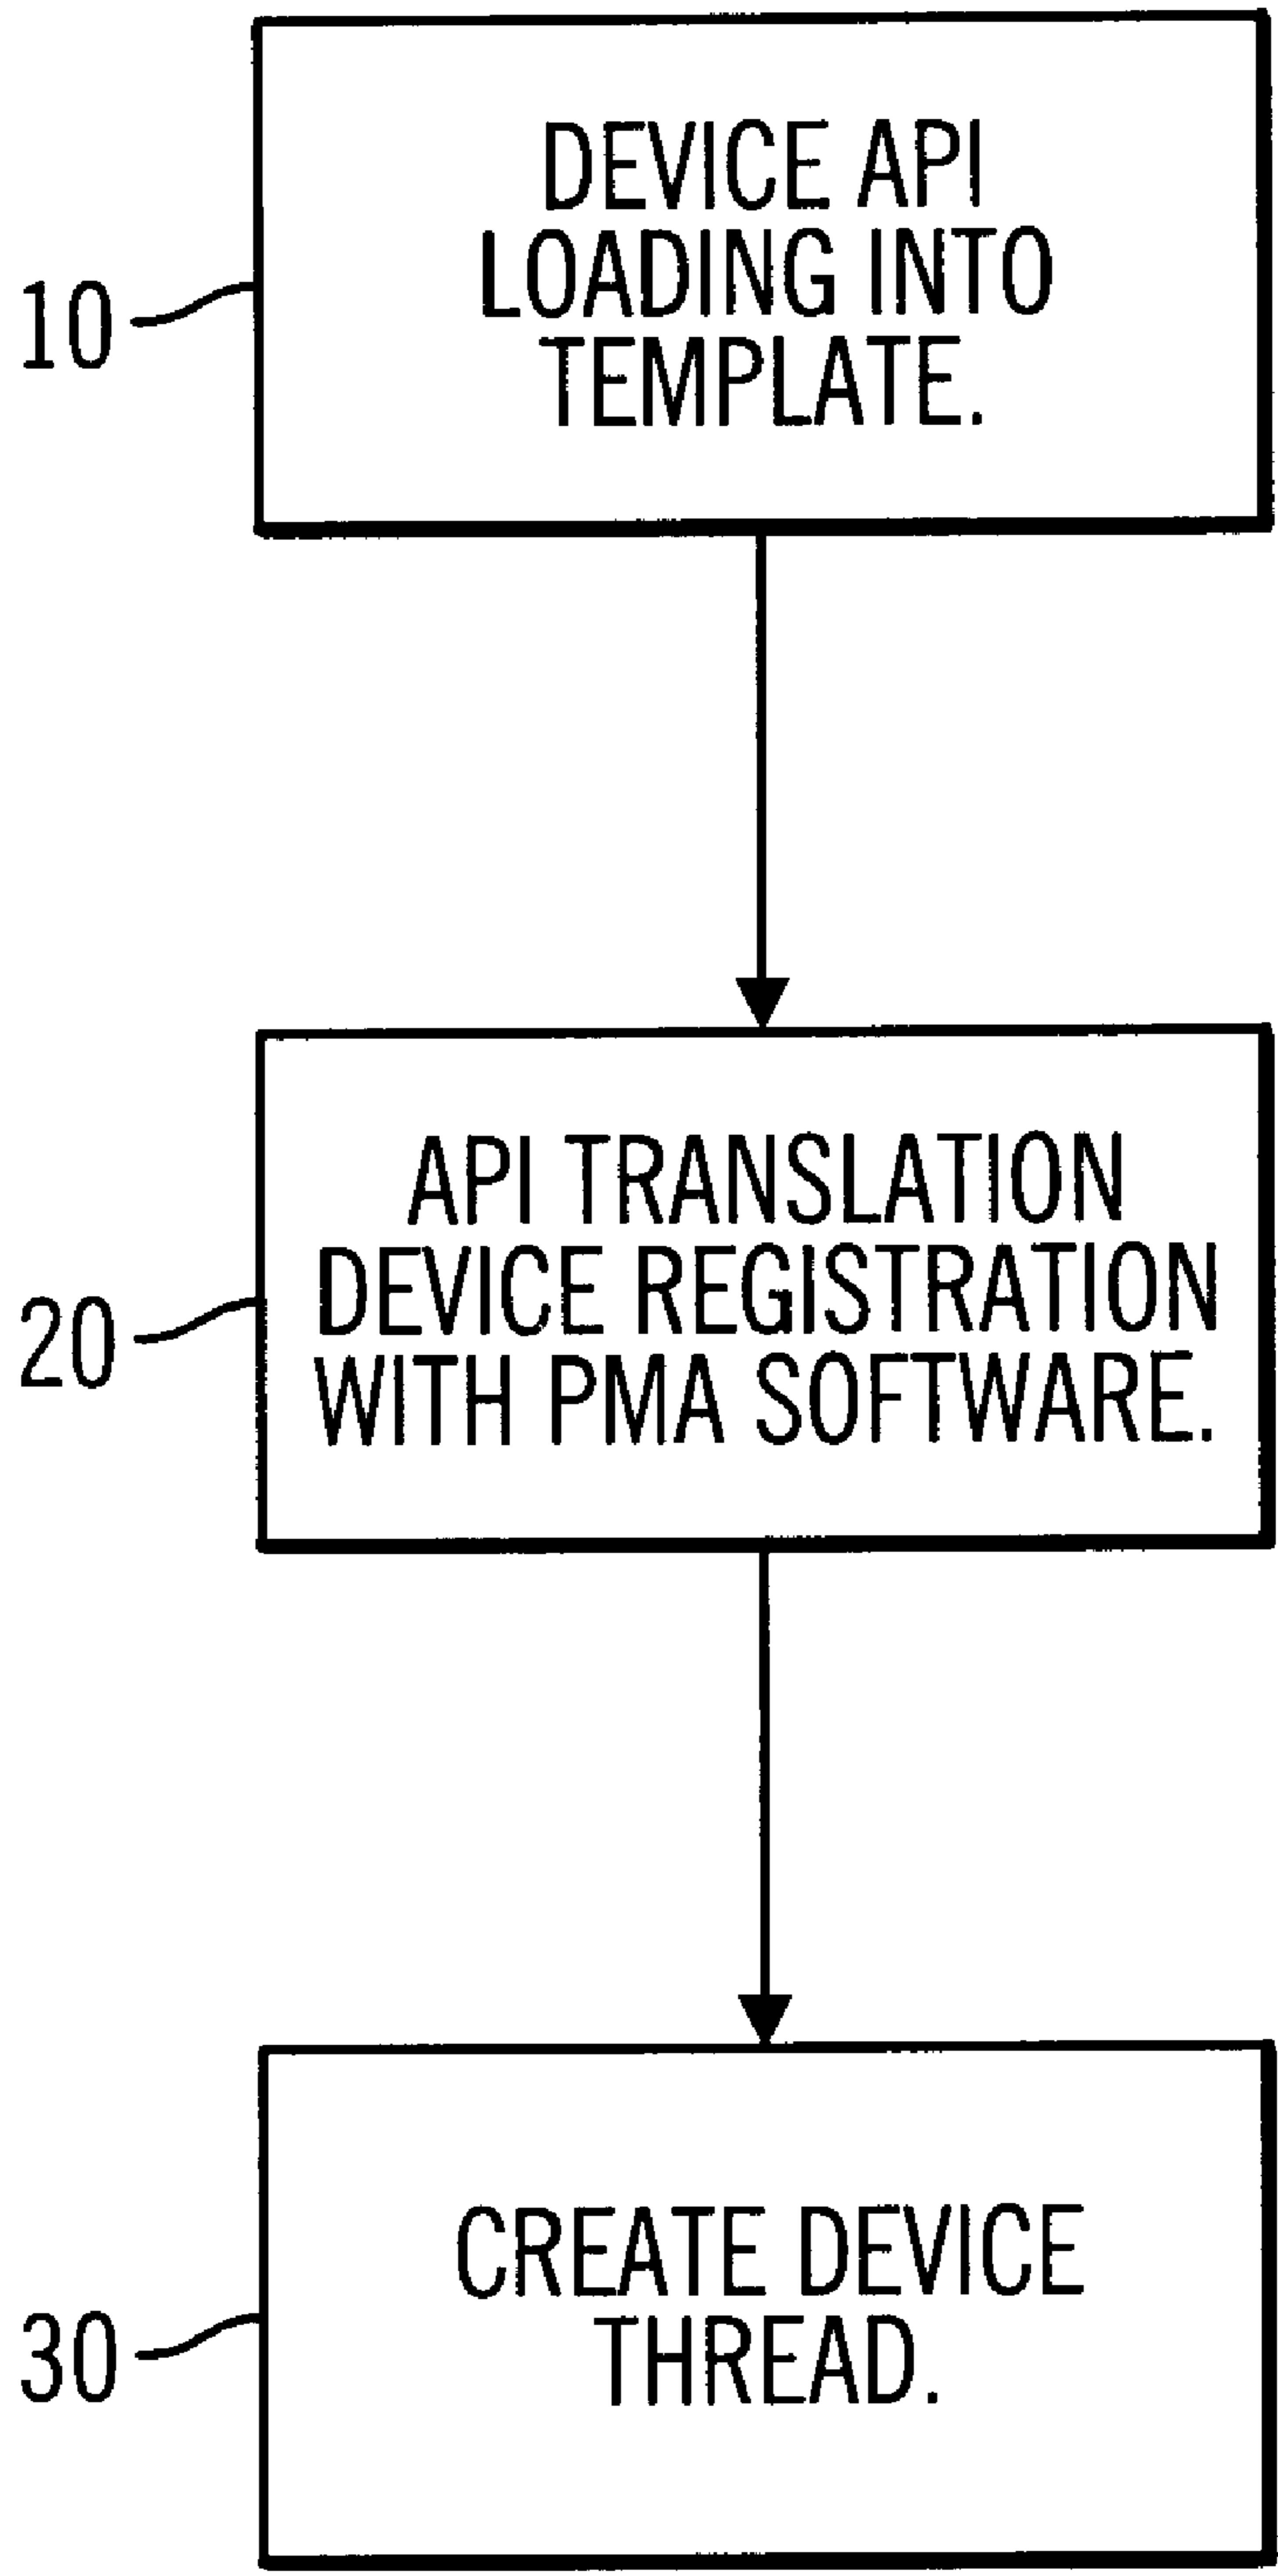 DEVICE API
LOADING INTO
TEMPLATE.
10
API TRANSLATION
DEVICE REGISTRATION
WITH PMA SOFTWARE.
20
CREATE DEVICE
THREAD.
30